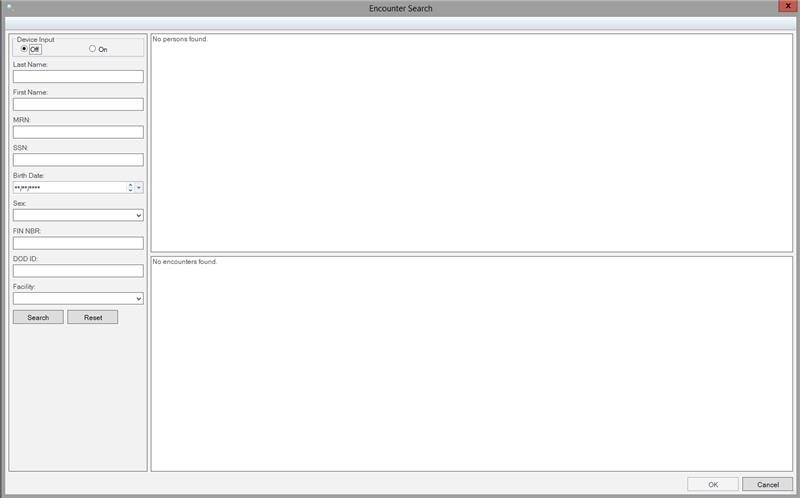 Encounter Search
x
Device Input
Off On
Last Name:
First Name:
MRN:
SSN:
Birth Date:
**/**/****
Sex:
FIN NBR:
DOD ID:
Facility:
Search Reset
No persons found.
No encounters found.
OK Cancel